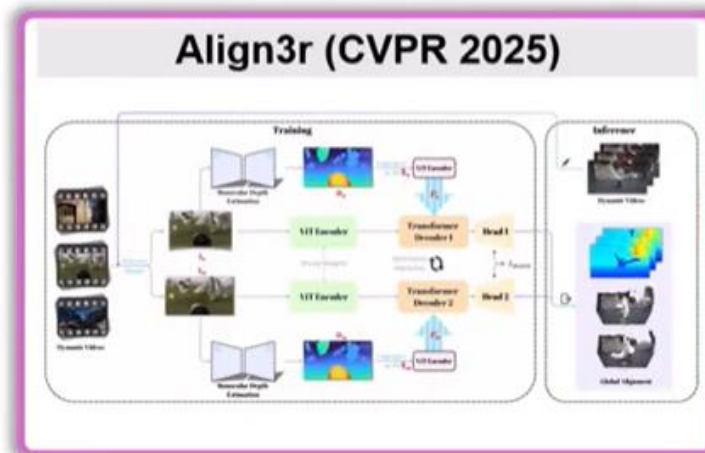 Align3r (CVPR 2025)
Training
Inference
Monocular Depth
Estimation
ViT Encoder
Dynamic Videos
ViT Encoder
Transformer
Decoder 1
Head 1
ViT Encoder
Transformer
Decoder 2
Head 2
Dynamic Videos
ViT Encoder
Monocular Depth
Estimation
Global Alignment